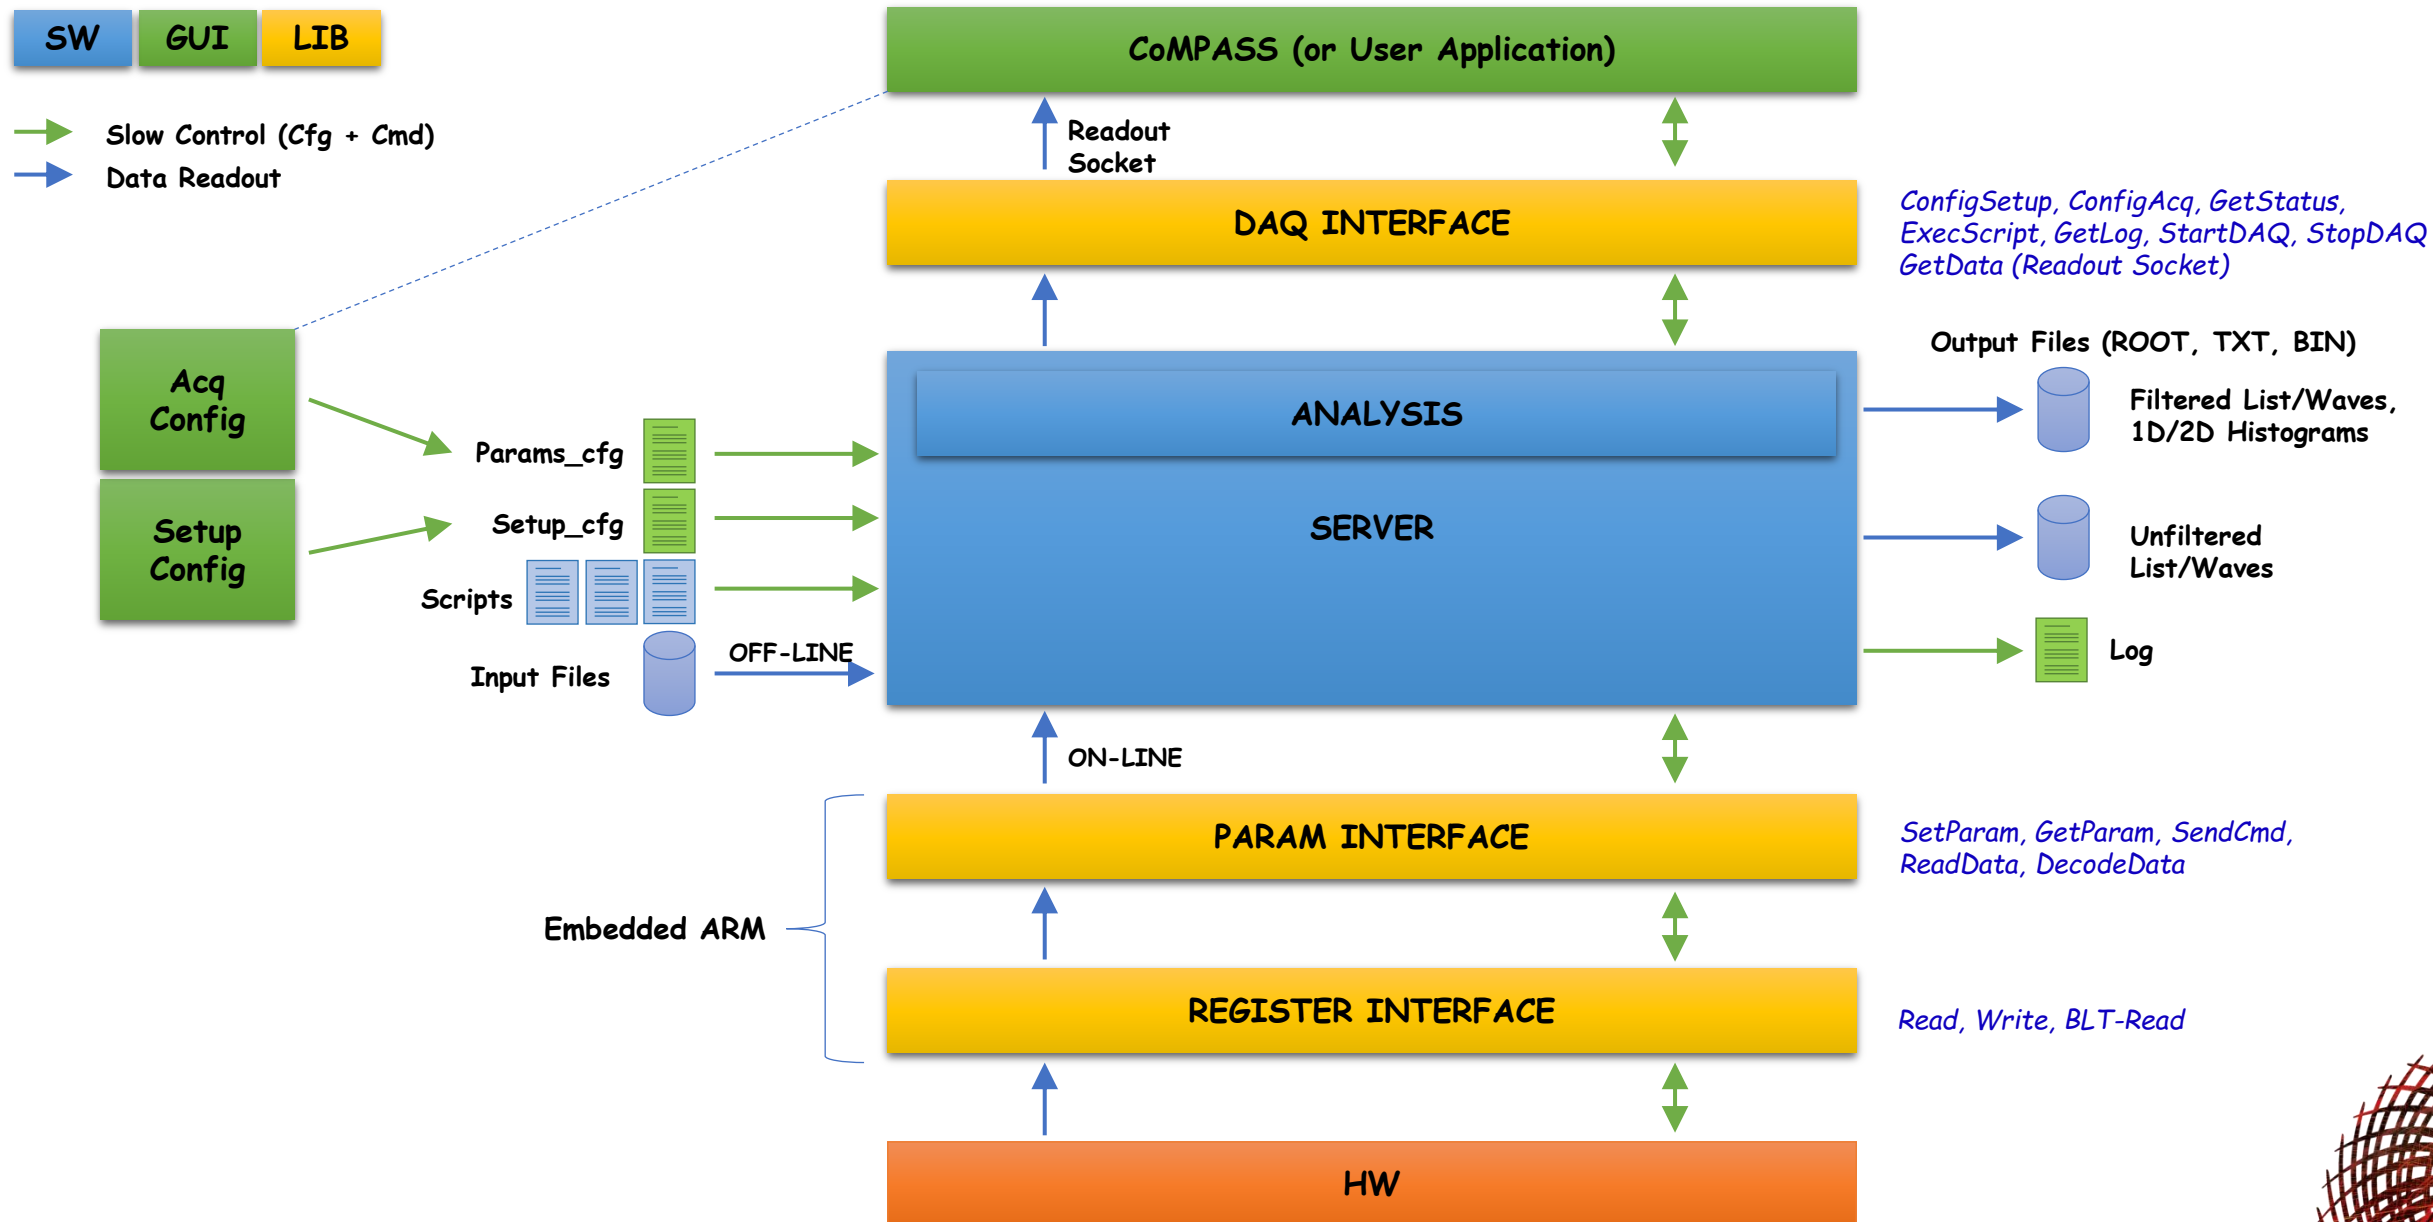 SW
GUI
LIB
Slow Control (Cfg + Cmd)
Data Readout
CoMPASS (or User Application)
Readout
Socket
DAQ INTERFACE
ConfigSetup, ConfigAcq, GetStatus,
ExecScript, GetLog, StartDAQ, StopDAQ
GetData (Readout Socket)
Acq
Config
Setup
Config
Params_cfg
Setup_cfg
Scripts
Input Files
OFF-LINE
ANALYSIS
SERVER
Output Files (ROOT, TXT, BIN)
Filtered List/Waves,
1D/2D Histograms
Unfiltered
List/Waves
Log
ON-LINE
PARAM INTERFACE
SetParam, GetParam, SendCmd,
ReadData, DecodeData
Embedded ARM
REGISTER INTERFACE
Read, Write, BLT-Read
HW